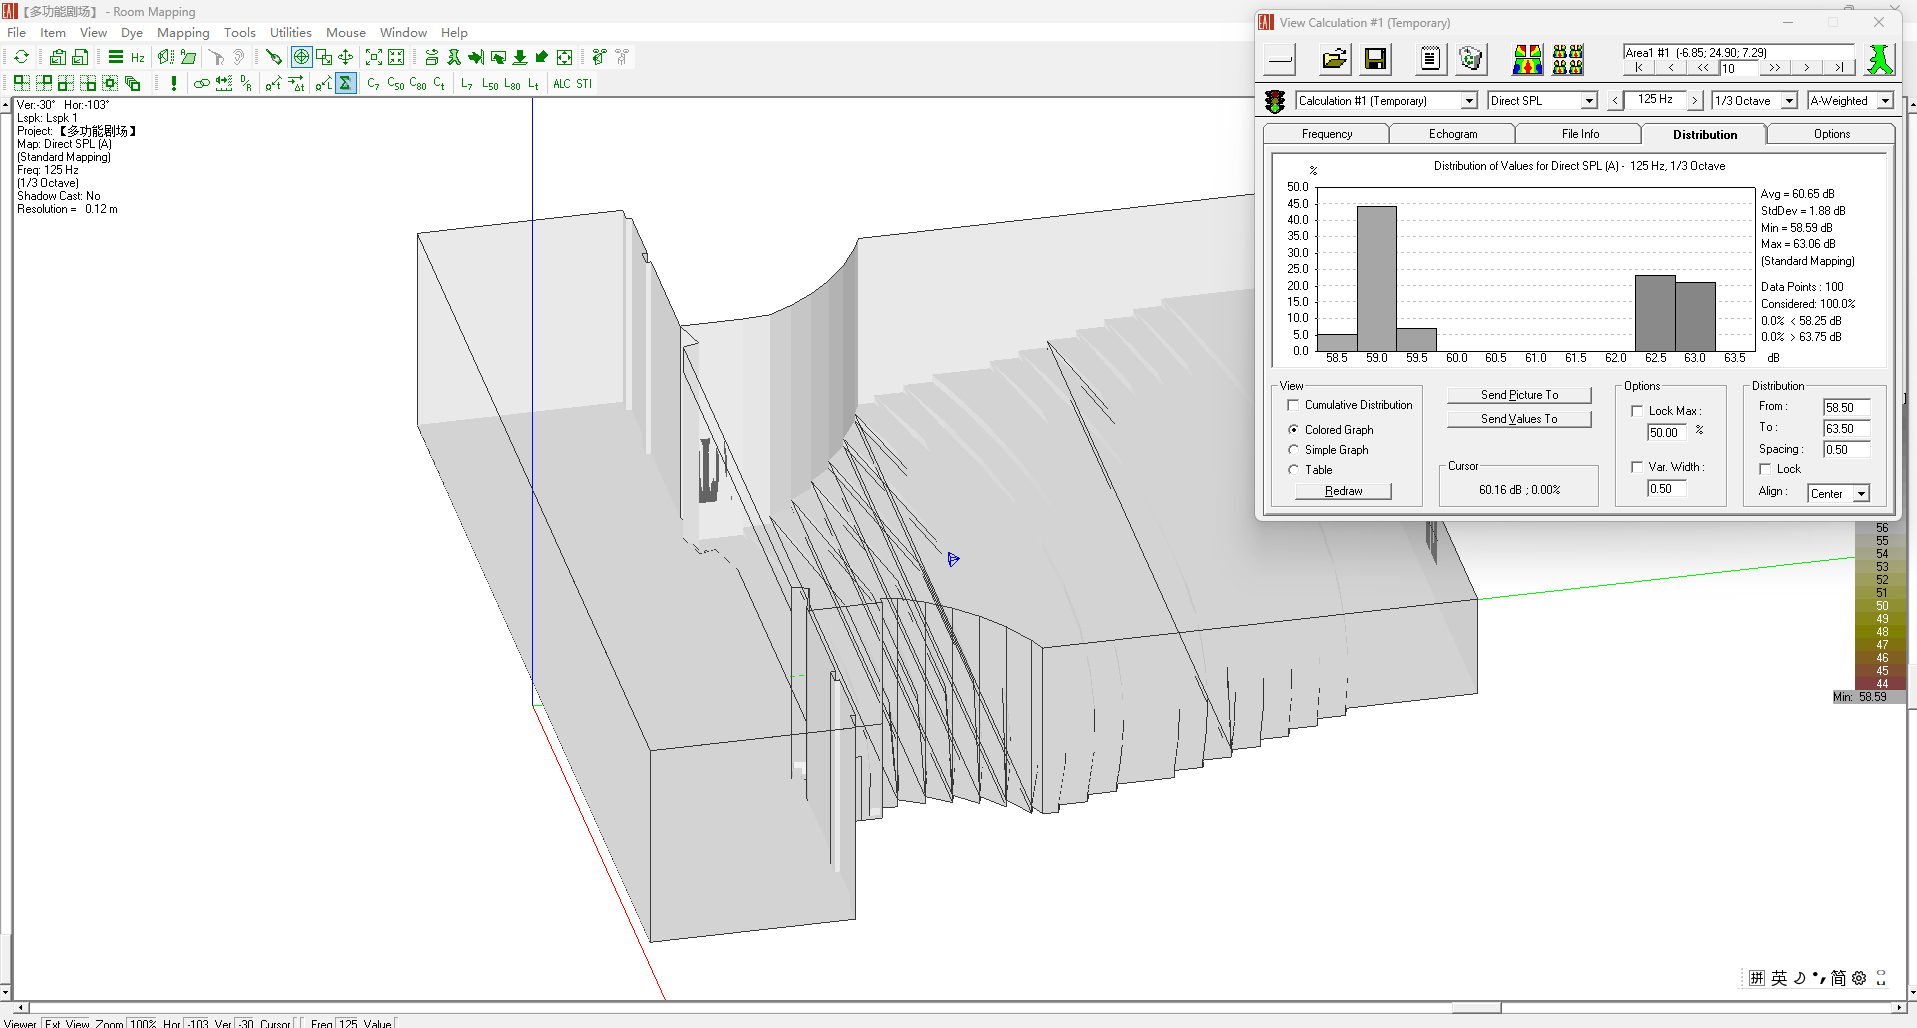 【多功能剧场】 - Room Mapping
File Item View Dye Mapping Tools Utilities Mouse Window Help
Hz
C7 C50 C80 Ct L7 L50 L80 Lt ALC STI
Ver:-30° Hor:-103°
Lspk: Lspk 1
Project: 【多功能剧场】
Map: Direct SPL (A)
(Standard Mapping)
Freq: 125 Hz
(1/3 Octave)
Shadow Cast: No
Resolution = 0.12 m
View Calculation #1 (Temporary)
Area1 #1 (-6.85; 24.90; 7.29)
10
Calculation #1 (Temporary) Direct SPL < 125 Hz > 1/3 Octave A-Weighted
Frequency Echogram File Info Distribution Options
Distribution of Values for Direct SPL (A) - 125 Hz, 1/3 Octave
%
50.0
45.0
40.0
35.0
30.0
25.0
20.0
15.0
10.0
5.0
0.0
58.5 59.0 59.5 60.0 60.5 61.0 61.5 62.0 62.5 63.0 63.5 dB
Avg = 60.65 dB
StdDev = 1.88 dB
Min = 58.59 dB
Max = 63.06 dB
(Standard Mapping)
Data Points : 100
Considered: 100.0%
0.0% < 58.25 dB
0.0% > 63.75 dB
View
Cumulative Distribution
Colored Graph
Simple Graph
Table
Redraw
Send Picture To
Send Values To
Cursor
60.16 dB ; 0.00%
Options
Lock Max :
50.00 %
Var. Width :
0.50
Distribution
From : 58.50
To : 63.50
Spacing : 0.50
Lock
Align : Center
56
55
54
53
52
51
50
49
48
47
46
45
44
Min: 58.59
拼 英 简
Viewer Ext View Zoom 100% Hor -103 Ver -30 Cursor Freq 125 Value